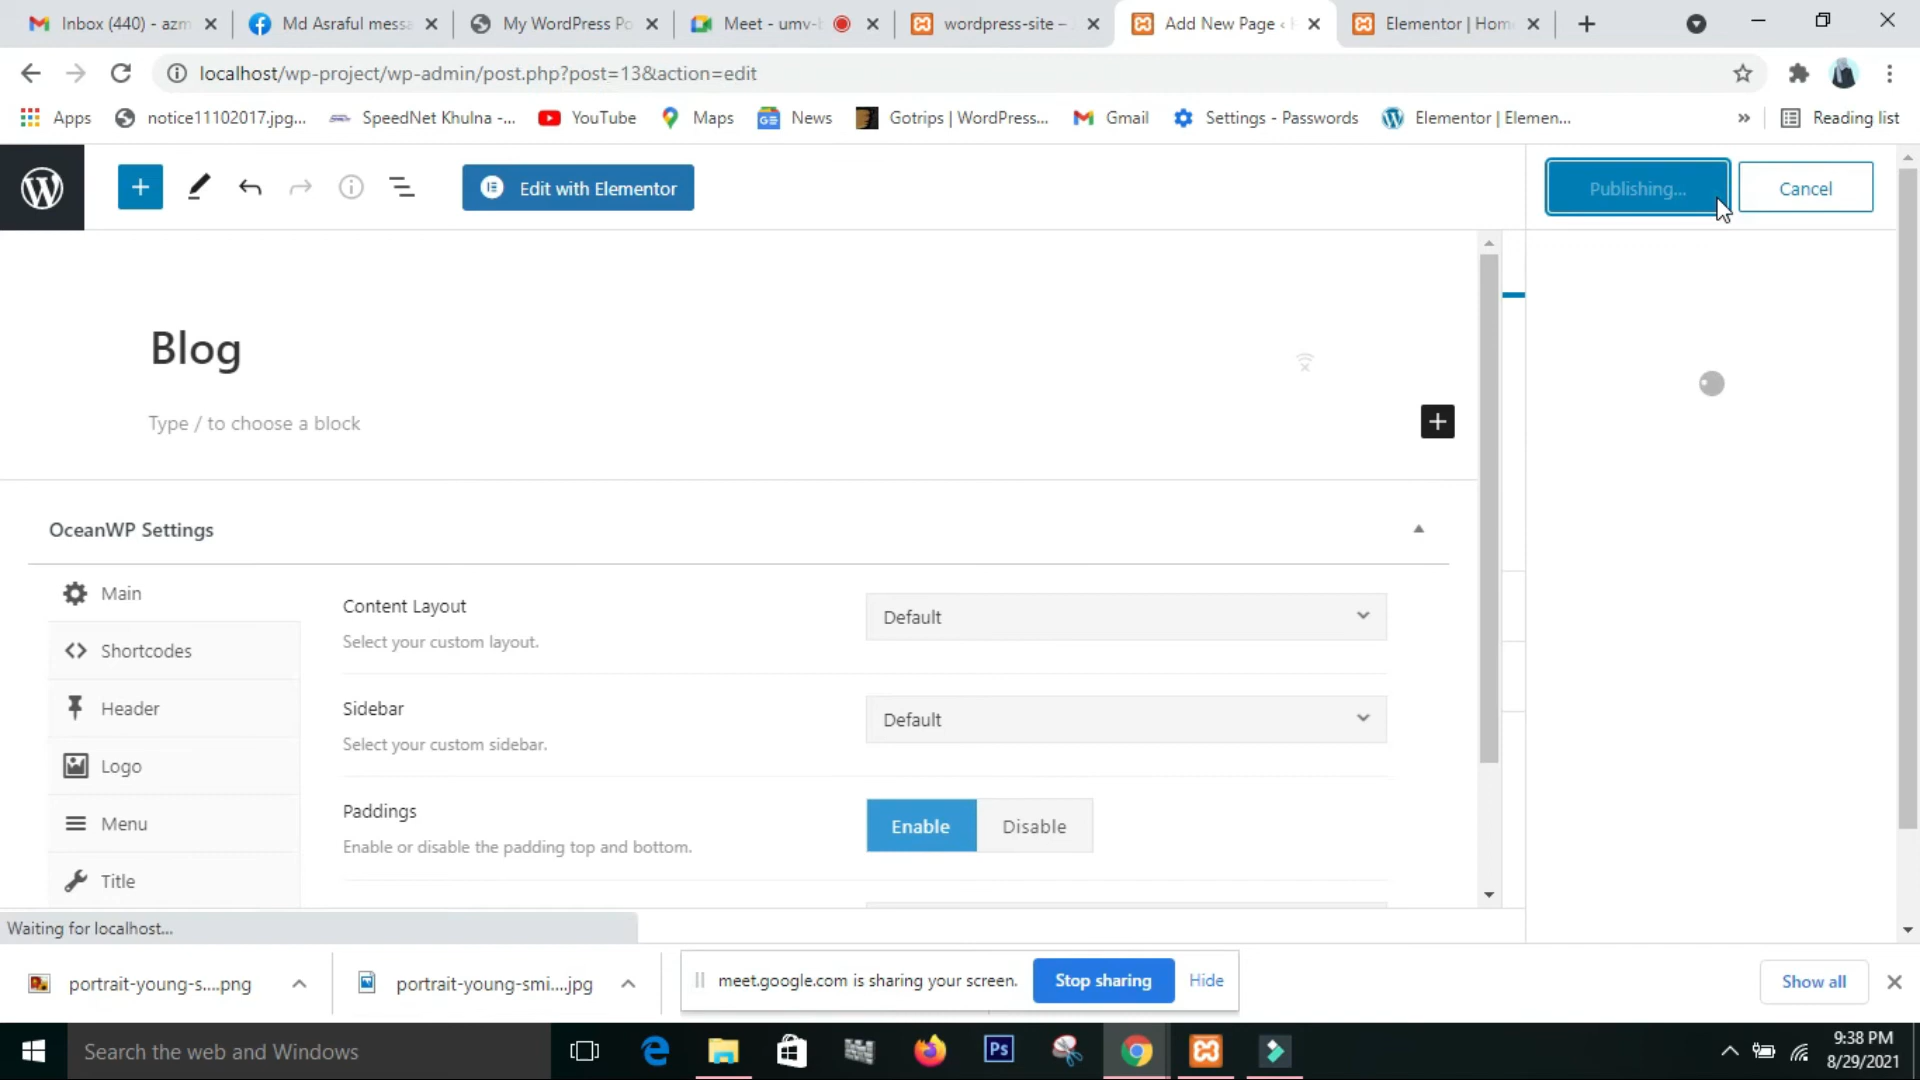 Inbox (440) - azm
Md Asraful messa
My WordPress Po
Meet - umv-
wordpress-site –
Add New Page ‹
Elementor | Hom
localhost/wp-project/wp-admin/post.php?post=13&action=edit
Apps
notice11102017.jpg...
SpeedNet Khulna -...
YouTube
Maps
News
Gotrips | WordPress...
Gmail
Settings - Passwords
Elementor | Elemen...
»
Reading list
Edit with Elementor
Publishing...
Cancel
Blog
Type / to choose a block
OceanWP Settings
Main
Shortcodes
Header
Logo
Menu
Title
Content Layout
Select your custom layout.
Default
Sidebar
Select your custom sidebar.
Default
Paddings
Enable or disable the padding top and bottom.
Enable
Disable
Waiting for localhost...
portrait-young-s....png
portrait-young-smi....jpg
meet.google.com is sharing your screen.
Stop sharing
Hide
Show all
Search the web and Windows
Ps
9:38 PM
8/29/2021